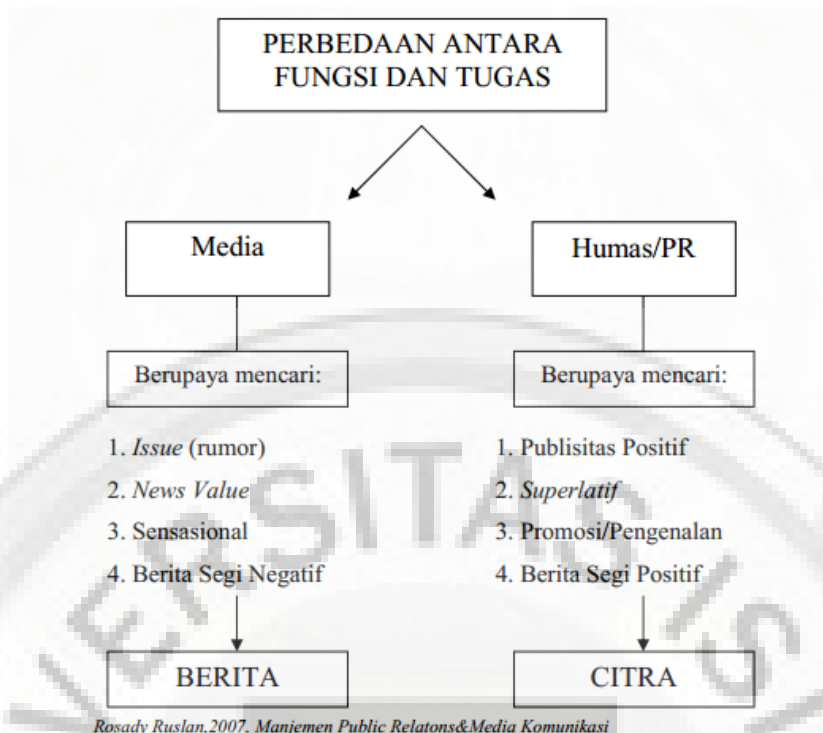 PERBEDAAN ANTARA
FUNGSI DAN TUGAS
Media
Humas/PR
Berupaya mencari:
Berupaya mencari:
1. Issue (rumor)
2. News Value
3. Sensasional
4. Berita Segi Negatif
1. Publisitas Positif
2. Superlatif
3. Promosi/Pengenalan
4. Berita Segi Positif
BERITA
CITRA
Rosady Ruslan,2007, Manjemen Public Relatons&Media Komunikasi